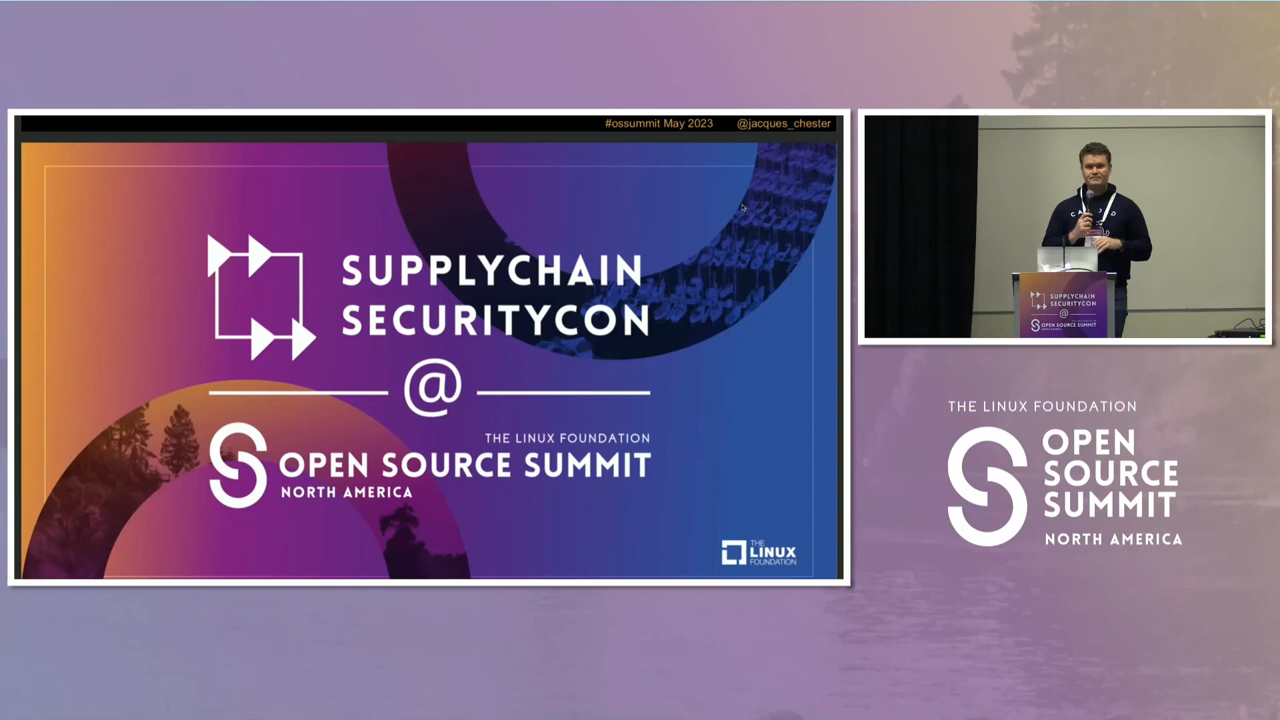 #ossummit May 2023 @jacques_chester
SUPPLYCHAIN
SECURITYCON
@
THE LINUX FOUNDATION
OPEN SOURCE SUMMIT
NORTH AMERICA
THE
LINUX
FOUNDATION
SUPPLYCHAIN
SECURITYCON
@
OPEN SOURCE SUMMIT
THE LINUX FOUNDATION
OPEN
SOURCE
SUMMIT
NORTH AMERICA